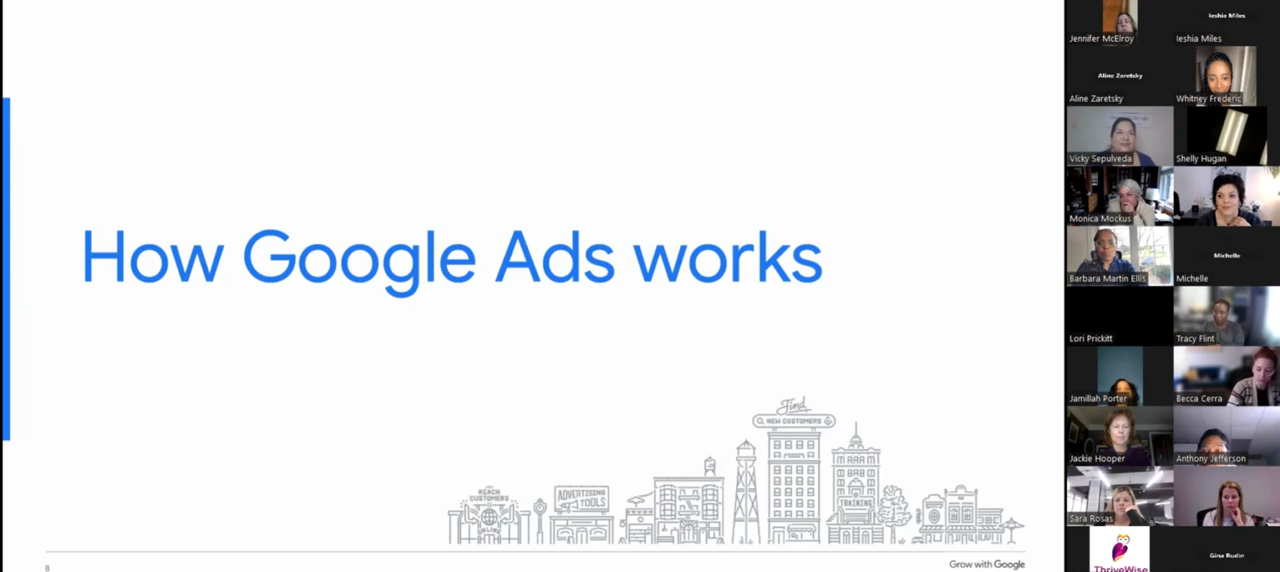 How Google Ads works
Find
NEW CUSTOMERS
REACH
CUSTOMERS
ONLINE
ADVERTISING
TOOLS
TRAINING
8
Grow with Google
Jennifer McElroy
Ieshia Miles
Ieshia Miles
Aline Zaretsky
Aline Zaretsky
Whitney Frederic
Vicky Sepulveda
Shelly Hugan
Monica Mockus
Barbara Martin Ellis
Michelle
Michelle
Lori Prickitt
Tracy Flint
Jamillah Porter
Becca Cerra
Jackie Hooper
Anthony Jefferson
Sara Rosas
ThriveWise
Gina Rudin